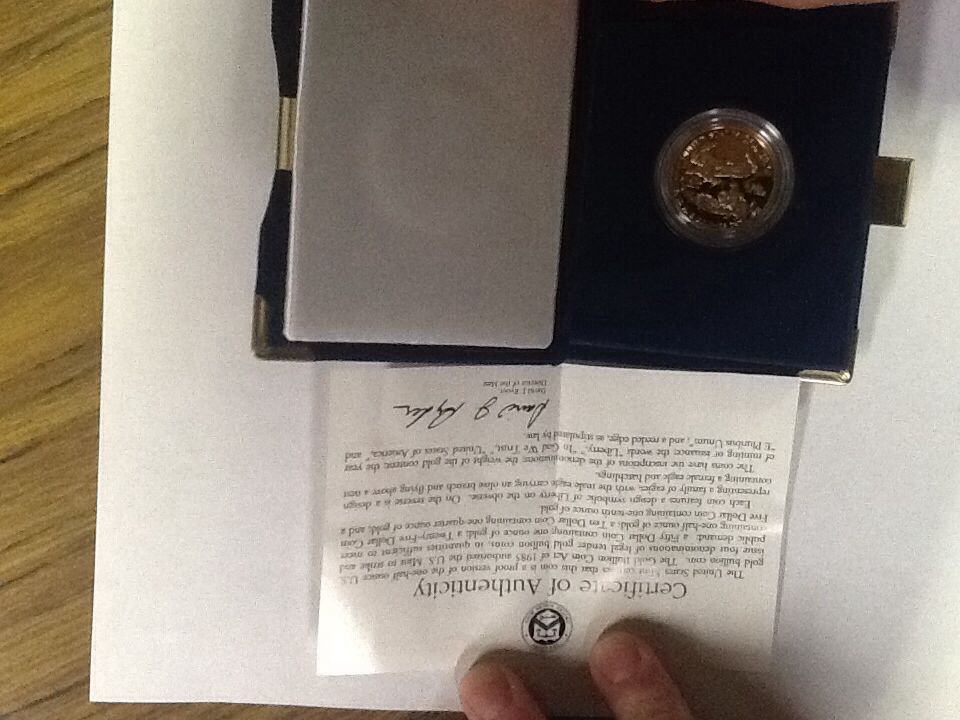 Certificate of Authenticity
The United States Mint certifies that this coin is a proof version of the one-half ounce U.S.
gold bullion coin. The Gold Bullion Coin Act of 1985 authorized the U.S. Mint to strike and
issue four denominations of legal tender gold bullion coins, in quantities sufficient to meet
public demand: a Fifty Dollar Coin containing one ounce of gold; a Twenty-Five Dollar Coin
containing one-half ounce of gold; a Ten Dollar Coin containing one-quarter ounce of gold; and a
Five Dollar Coin containing one-tenth ounce of gold.
Each coin features a design symbolic of Liberty on the obverse. On the reverse is a design
representing a family of eagles, with the male eagle carrying an olive branch and flying above a nest
containing a female eagle and hatchlings.
The coins have the inscriptions of the denominations; the weight of the gold content; the year
of minting or issuance; the words "Liberty," "In God We Trust," "United States of America," and
"E Pluribus Unum"; and a reeded edge, as stipulated by law.
David J. Ryder
David J. Ryder
Director of the Mint